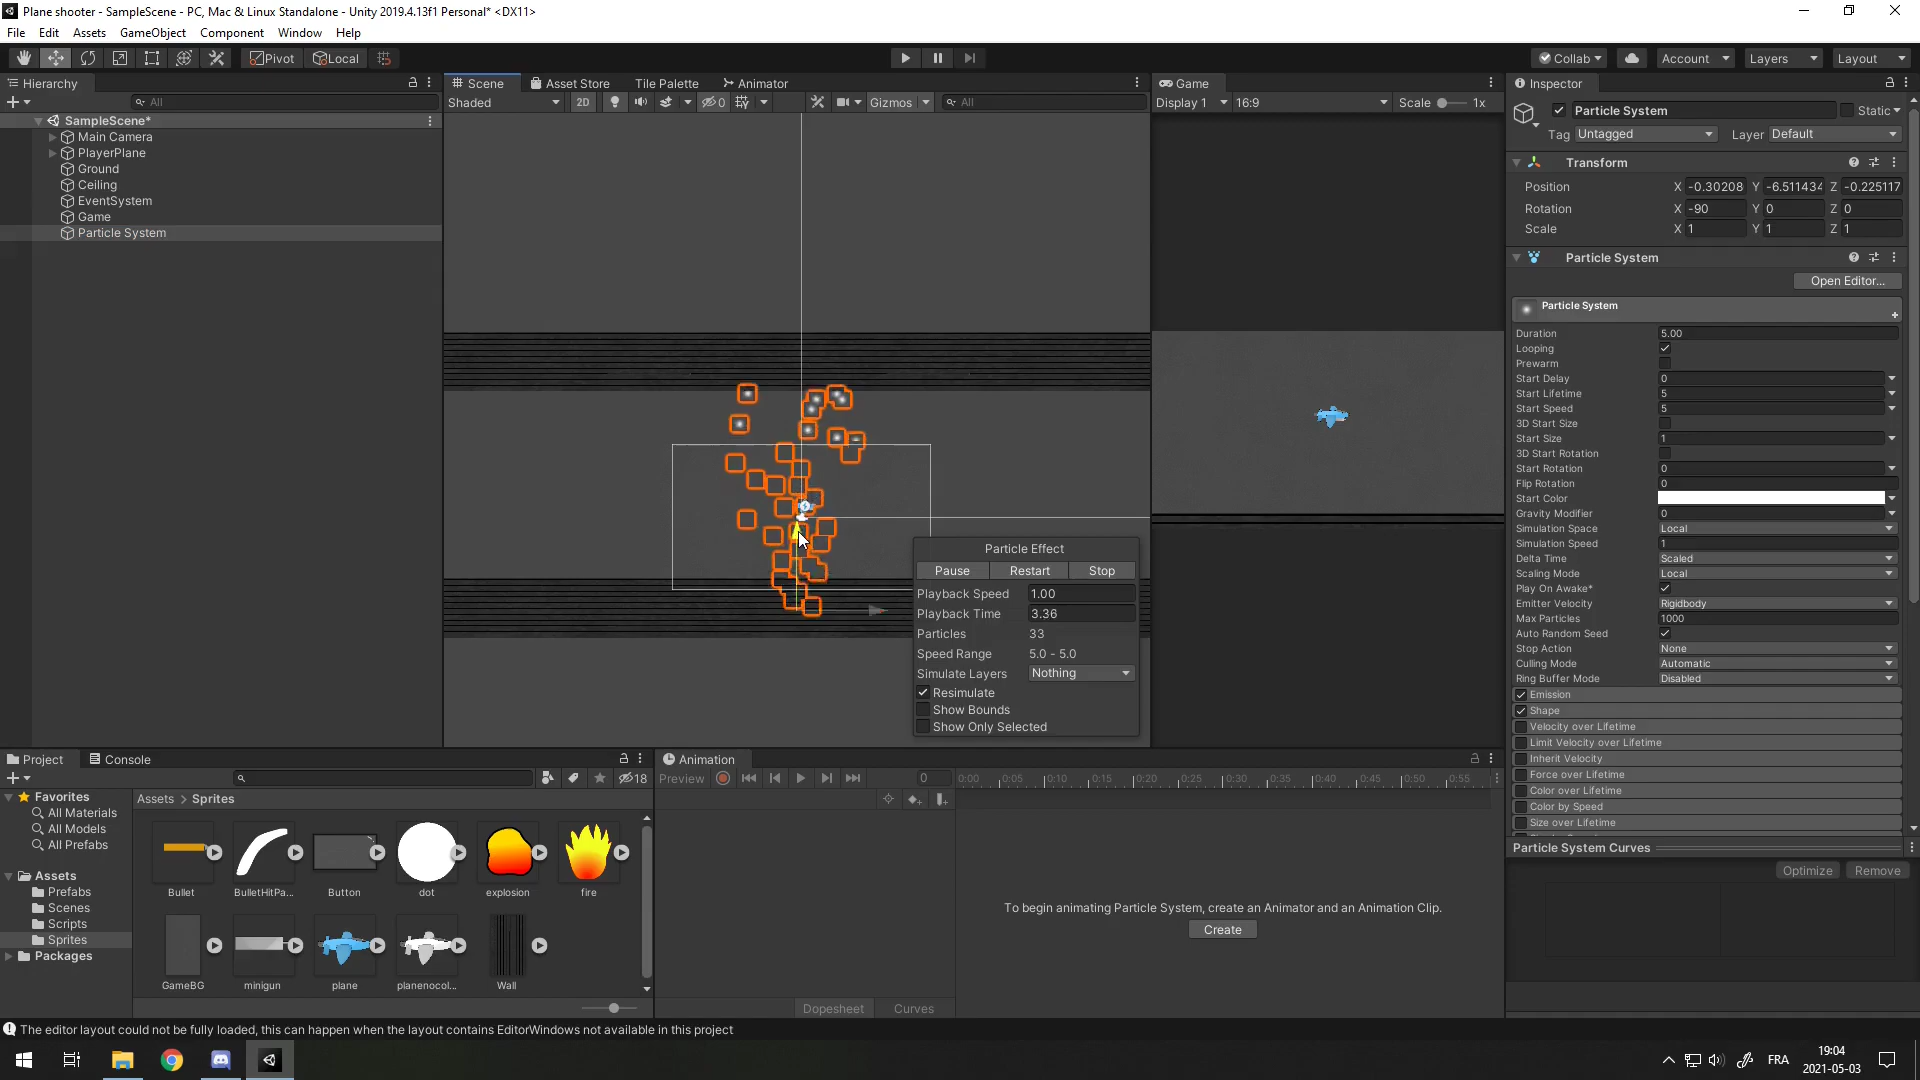 Plane shooter - SampleScene - PC, Mac & Linux Standalone - Unity 2019.4.13f1 Personal* <DX11>
File Edit Assets GameObject Component Window Help
Pivot Local Collab Account Layers Layout
Hierarchy
All
SampleScene*
Main Camera
PlayerPlane
Ground
Ceiling
EventSystem
Game
Particle System
Scene Asset Store Tile Palette Animator
Shaded 2D 0 Gizmos All
Game
Display 1 16:9 Scale 1x
Particle Effect
Pause Restart Stop
Playback Speed 1.00
Playback Time 3.36
Particles 33
Speed Range 5.0 - 5.0
Simulate Layers Nothing
Resimulate
Show Bounds
Show Only Selected
Inspector
Particle System Static
Tag Untagged Layer Default
Transform
Position X -0.30208 Y -6.511434 Z -0.225117
Rotation X -90 Y 0 Z 0
Scale X 1 Y 1 Z 1
Particle System
Open Editor...
Particle System
Duration 5.00
Looping
Prewarm
Start Delay 0
Start Lifetime 5
Start Speed 5
3D Start Size
Start Size 1
3D Start Rotation
Start Rotation 0
Flip Rotation 0
Start Color
Gravity Modifier 0
Simulation Space Local
Simulation Speed 1
Delta Time Scaled
Scaling Mode Local
Play On Awake*
Emitter Velocity Rigidbody
Max Particles 1000
Auto Random Seed
Stop Action None
Culling Mode Automatic
Ring Buffer Mode Disabled
Emission
Shape
Velocity over Lifetime
Limit Velocity over Lifetime
Inherit Velocity
Force over Lifetime
Color over Lifetime
Color by Speed
Size over Lifetime
Particle System Curves
Optimize Remove
Project Console
18
Favorites
All Materials
All Models
All Prefabs
Assets
Prefabs
Scenes
Scripts
Sprites
Packages
Assets > Sprites
Bullet BulletHitPa... Button dot explosion fire
GameBG minigun plane planenocol... Wall
Animation
Preview 0 0:00 0:05 0:10 0:15 0:20 0:25 0:30 0:35 0:40 0:45 0:50 0:55
To begin animating Particle System, create an Animator and an Animation Clip.
Create
Dopesheet Curves
The editor layout could not be fully loaded, this can happen when the layout contains EditorWindows not available in this project
FRA
19:04
2021-05-03